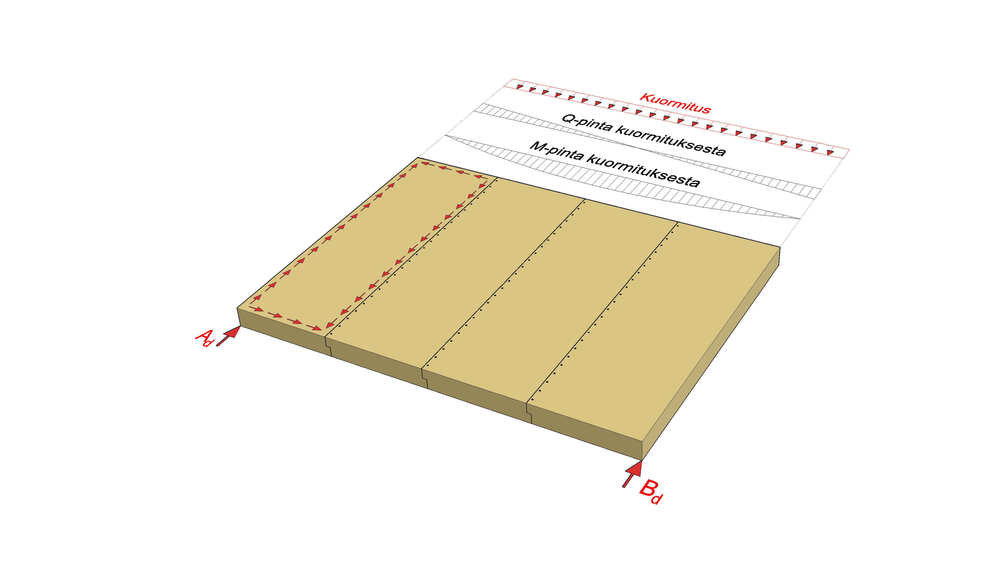 Kuormitus
Q-pinta kuormituksesta
M-pinta kuormituksesta
Ad
Bd